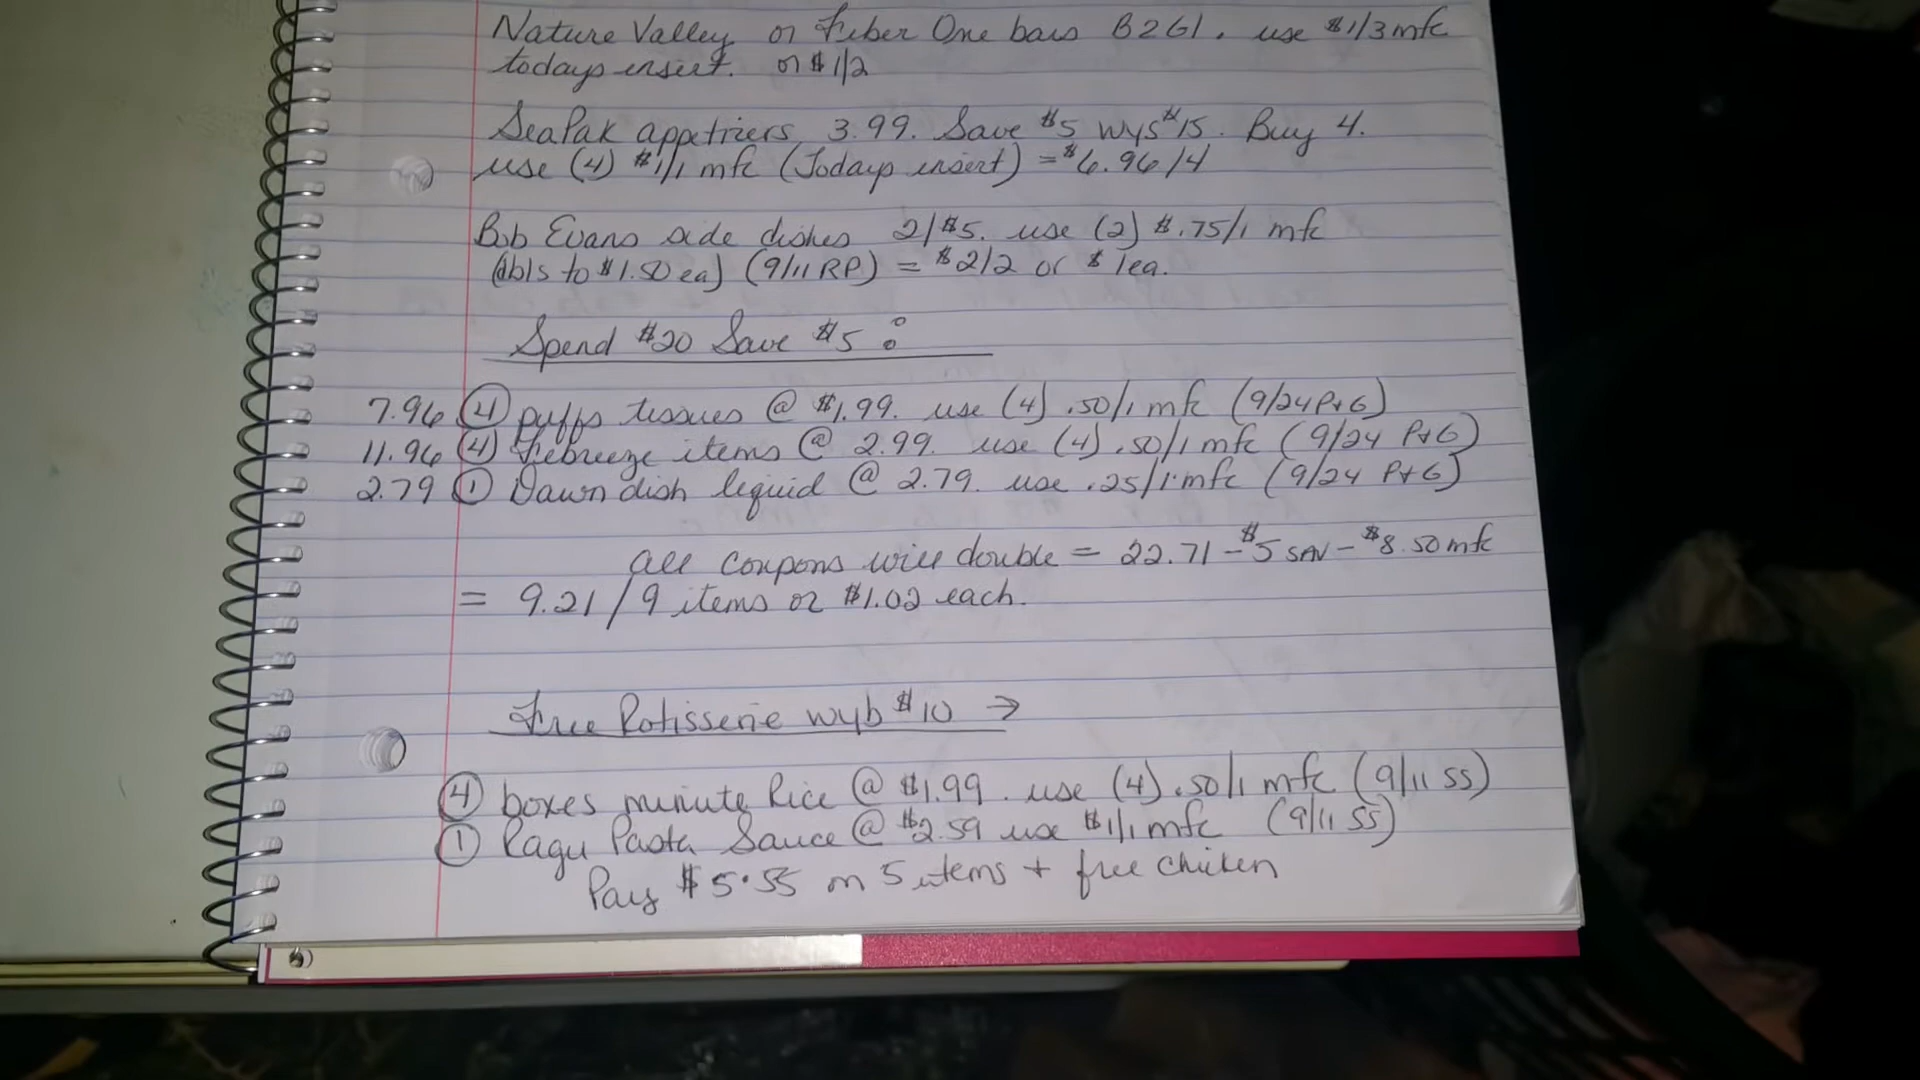 Nature Valley or Fiber One bars B2G1. use $1/3 mfc
todays insert. or $1/2
SeaPak appetizers 3.99. Save $5 wys $15. Buy 4.
use (4) $1/1 mfc (Todays insert) = $6.96/4
Bob Evans side dishes 2/$5. use (2) $.75/1 mfc
(dbls to $1.50 ea) (9/11 RP) = $2/2 or $1ea.
Spend $20 Save $5 :
7.96 (4) puffs tissues @ $1.99. use (4) .50/1 mfc (9/24 P+G)
11.96 (4) Febreeze items @ 2.99. use (4) .50/1 mfc (9/24 P+G)
2.79 (1) Dawn dish liquid @ 2.79. use .25/1 mfc (9/24 P+G)
all coupons will double = 22.71 - $5 SAV - $8.50 mfc
= 9.21/9 items or $1.02 each.
Free Rotisserie wyb $10 →
(4) boxes minute Rice @ $1.99. use (4) .50/1 mfc (9/11 SS)
(1) Ragu Pasta Sauce @ $2.59 use $1/1 mfc (9/11 SS)
Pay $5.55 on 5 items + free chicken